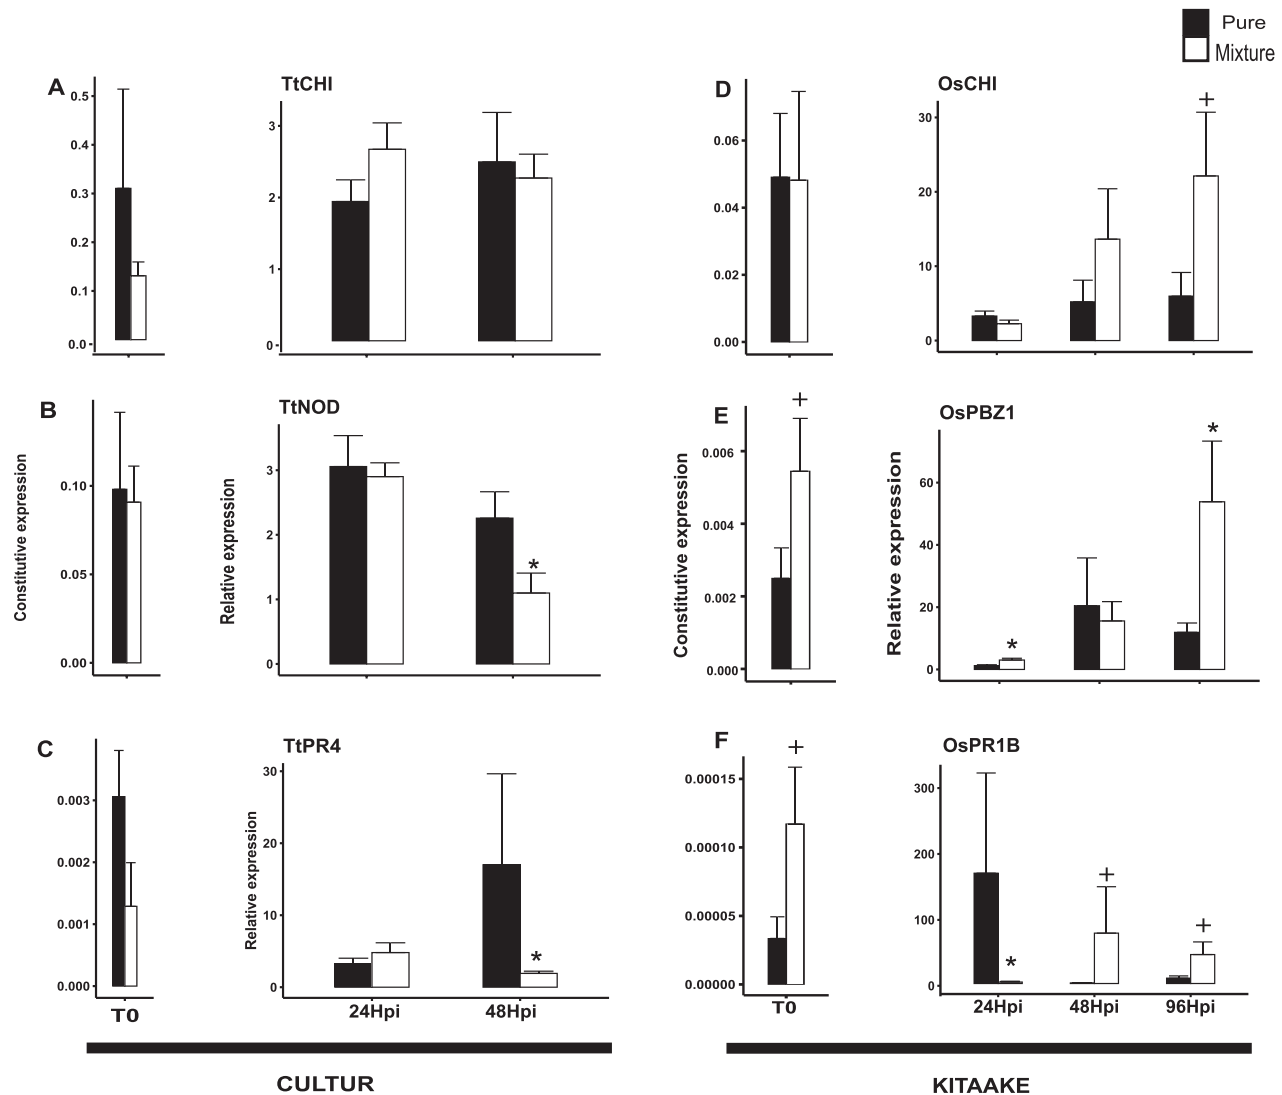 Pure
Mixture
A
TtCHI
0.5
0.4
0.3
0.2
0.1
0.0
3
2
1
0
D
OsCHI
+
0.06
0.04
0.02
0.00
30
20
10
0
B
TtNOD
Constitutive expression
0.10
0.05
0.00
Relative expression
3
2
1
0
*
E
OsPBZ1
+
Constitutive expression
0.006
0.004
0.002
0.000
Relative expression
60
40
20
0
*
*
C
TtPR4
0.003
0.002
0.001
0.000
Relative expression
30
20
10
0
*
T0
24Hpi 48Hpi
CULTUR
F
OsPR1B
+
0.00015
0.00010
0.00005
0.00000
300
200
100
0
*
+
+
T0
24Hpi 48Hpi 96Hpi
KITAAKE